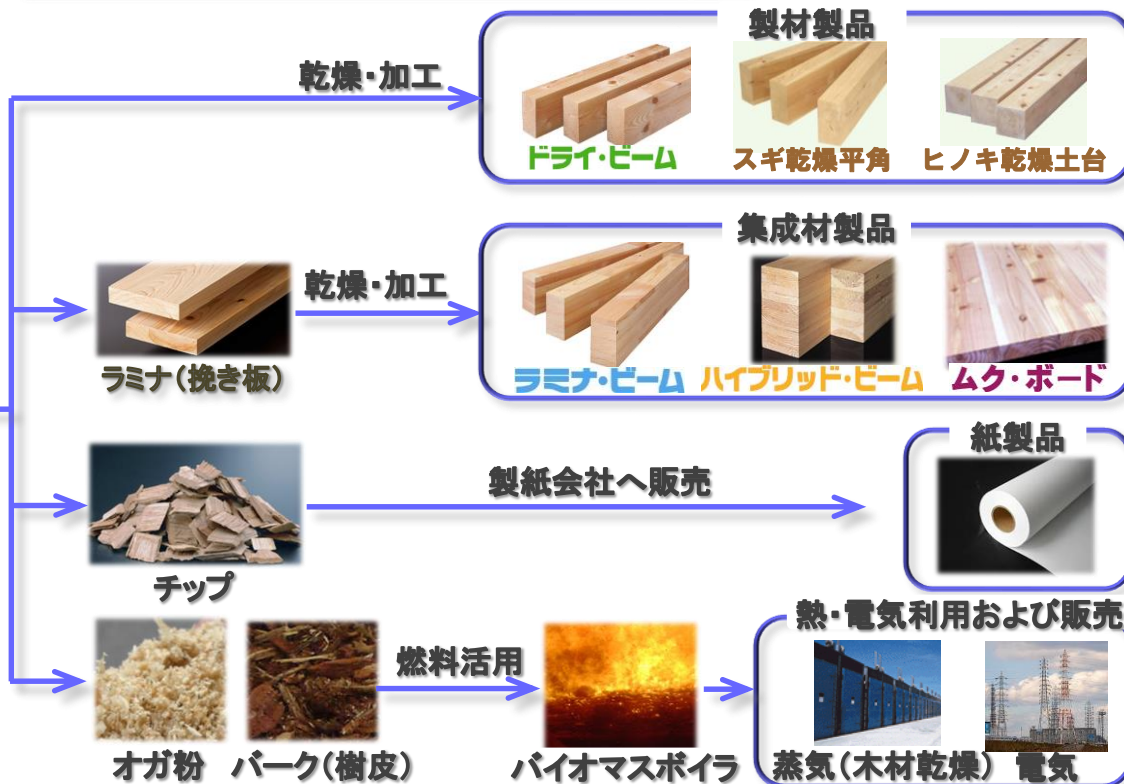 製材製品
乾燥・加工
ドライ・ビーム
スギ乾燥平角
ヒノキ乾燥土台
集成材製品
乾燥・加工
ラミナ(挽き板)
ラミナ・ビーム
ハイブリッド・ビーム
ムク・ボード
紙製品
製紙会社へ販売
チップ
熱・電気利用および販売
燃料活用
オガ粉
バーク(樹皮)
バイオマスボイラ
蒸気(木材乾燥)
電気